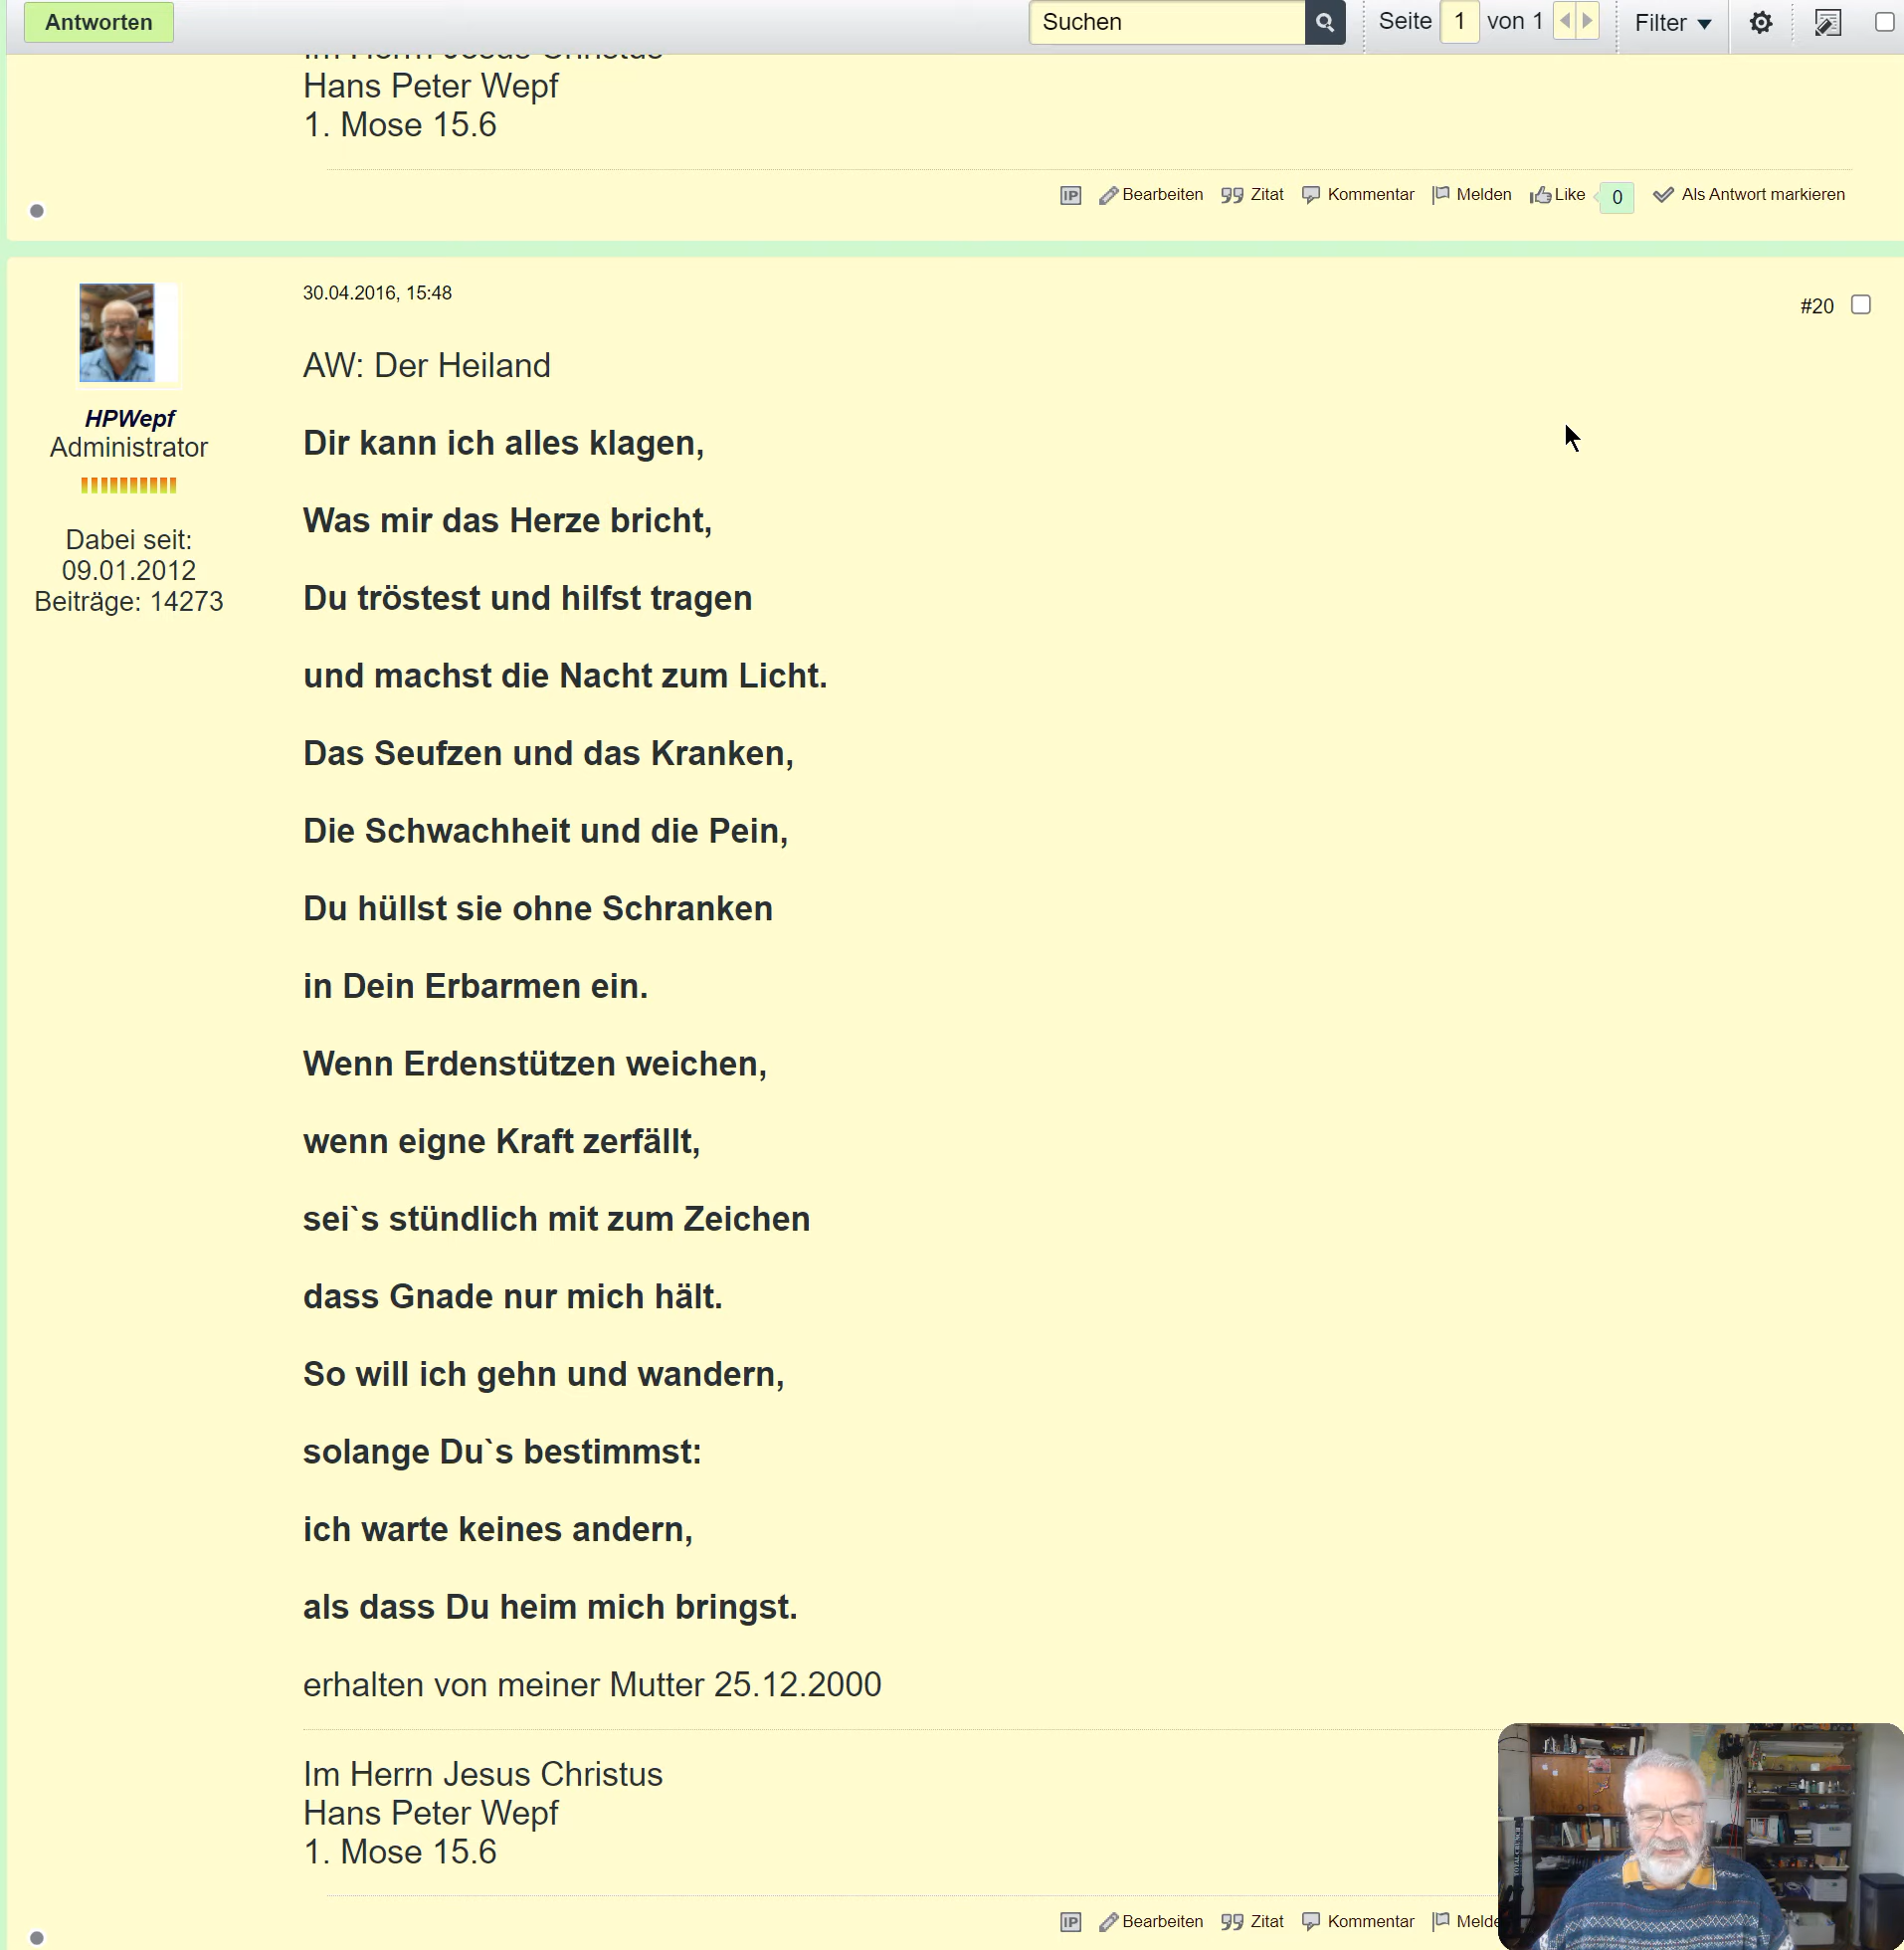 Antworten
Suchen
Seite 1 von 1
Filter
Hans Peter Wepf
1. Mose 15.6
IP Bearbeiten Zitat Kommentar Melden Like 0 Als Antwort markieren
30.04.2016, 15:48
#20
HPWepf
Administrator
Dabei seit:
09.01.2012
Beiträge: 14273
AW: Der Heiland
Dir kann ich alles klagen,
Was mir das Herze bricht,
Du tröstest und hilfst tragen
und machst die Nacht zum Licht.
Das Seufzen und das Kranken,
Die Schwachheit und die Pein,
Du hüllst sie ohne Schranken
in Dein Erbarmen ein.
Wenn Erdenstützen weichen,
wenn eigne Kraft zerfällt,
sei`s stündlich mit zum Zeichen
dass Gnade nur mich hält.
So will ich gehn und wandern,
solange Du`s bestimmst:
ich warte keines andern,
als dass Du heim mich bringst.
erhalten von meiner Mutter 25.12.2000
Im Herrn Jesus Christus
Hans Peter Wepf
1. Mose 15.6
IP Bearbeiten Zitat Kommentar Melde